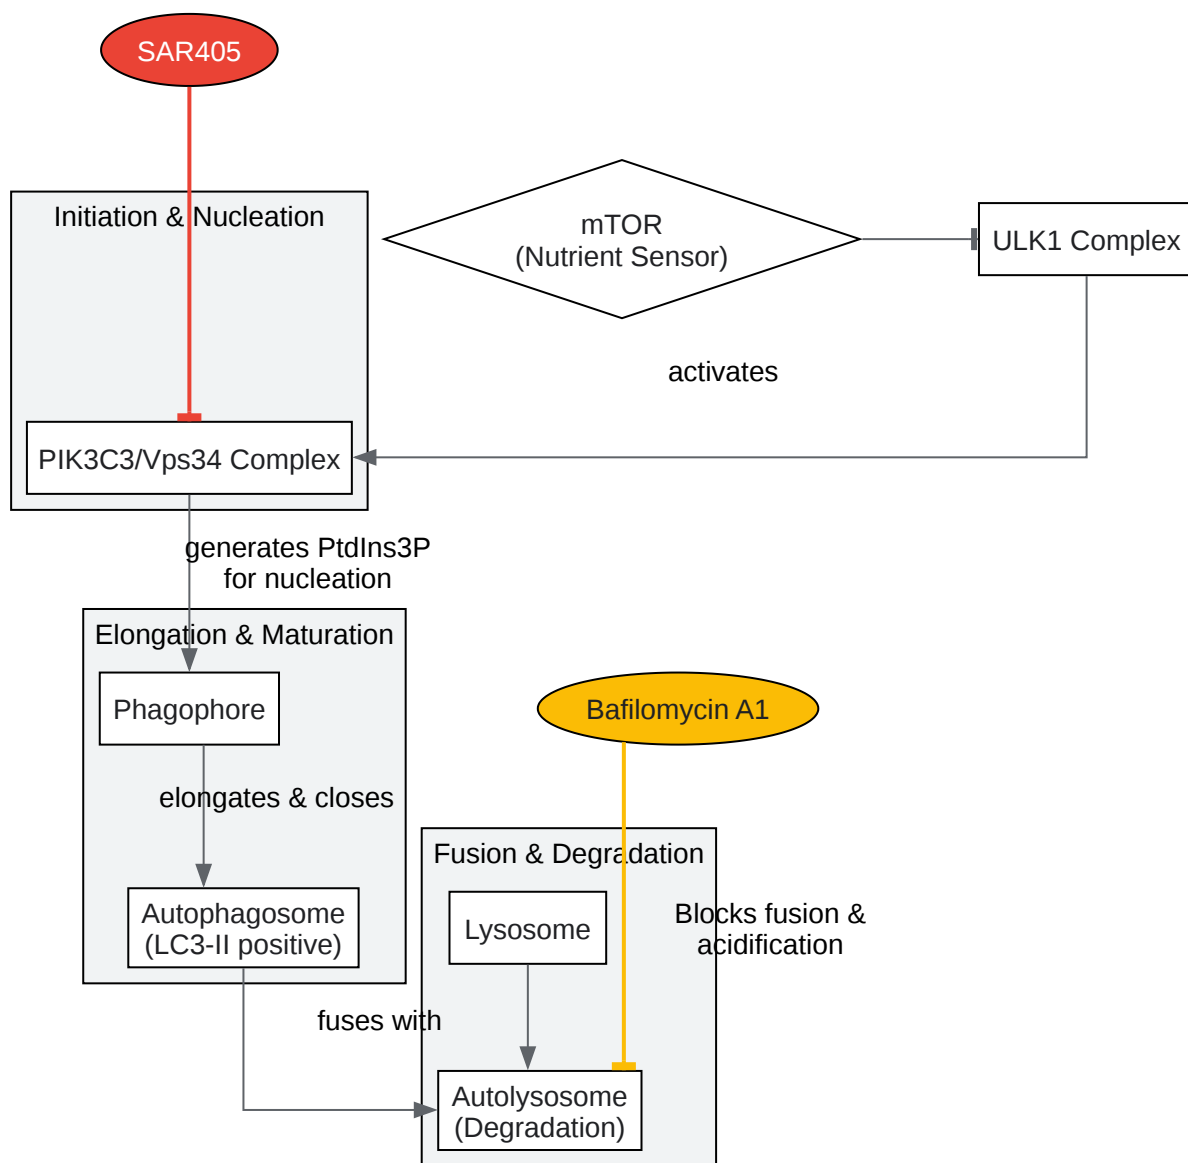 SAR405
Initiation & Nucleation
mTOR
(Nutrient Sensor)
ULK1 Complex
activates
PIK3C3/Vps34 Complex
generates PtdIns3P
for nucleation
Elongation & Maturation
Phagophore
Bafilomycin A1
elongates & closes
Fusion & Degradation
Autophagosome
(LC3-II positive)
Lysosome
Blocks fusion &
acidification
fuses with
Autolysosome
(Degradation)